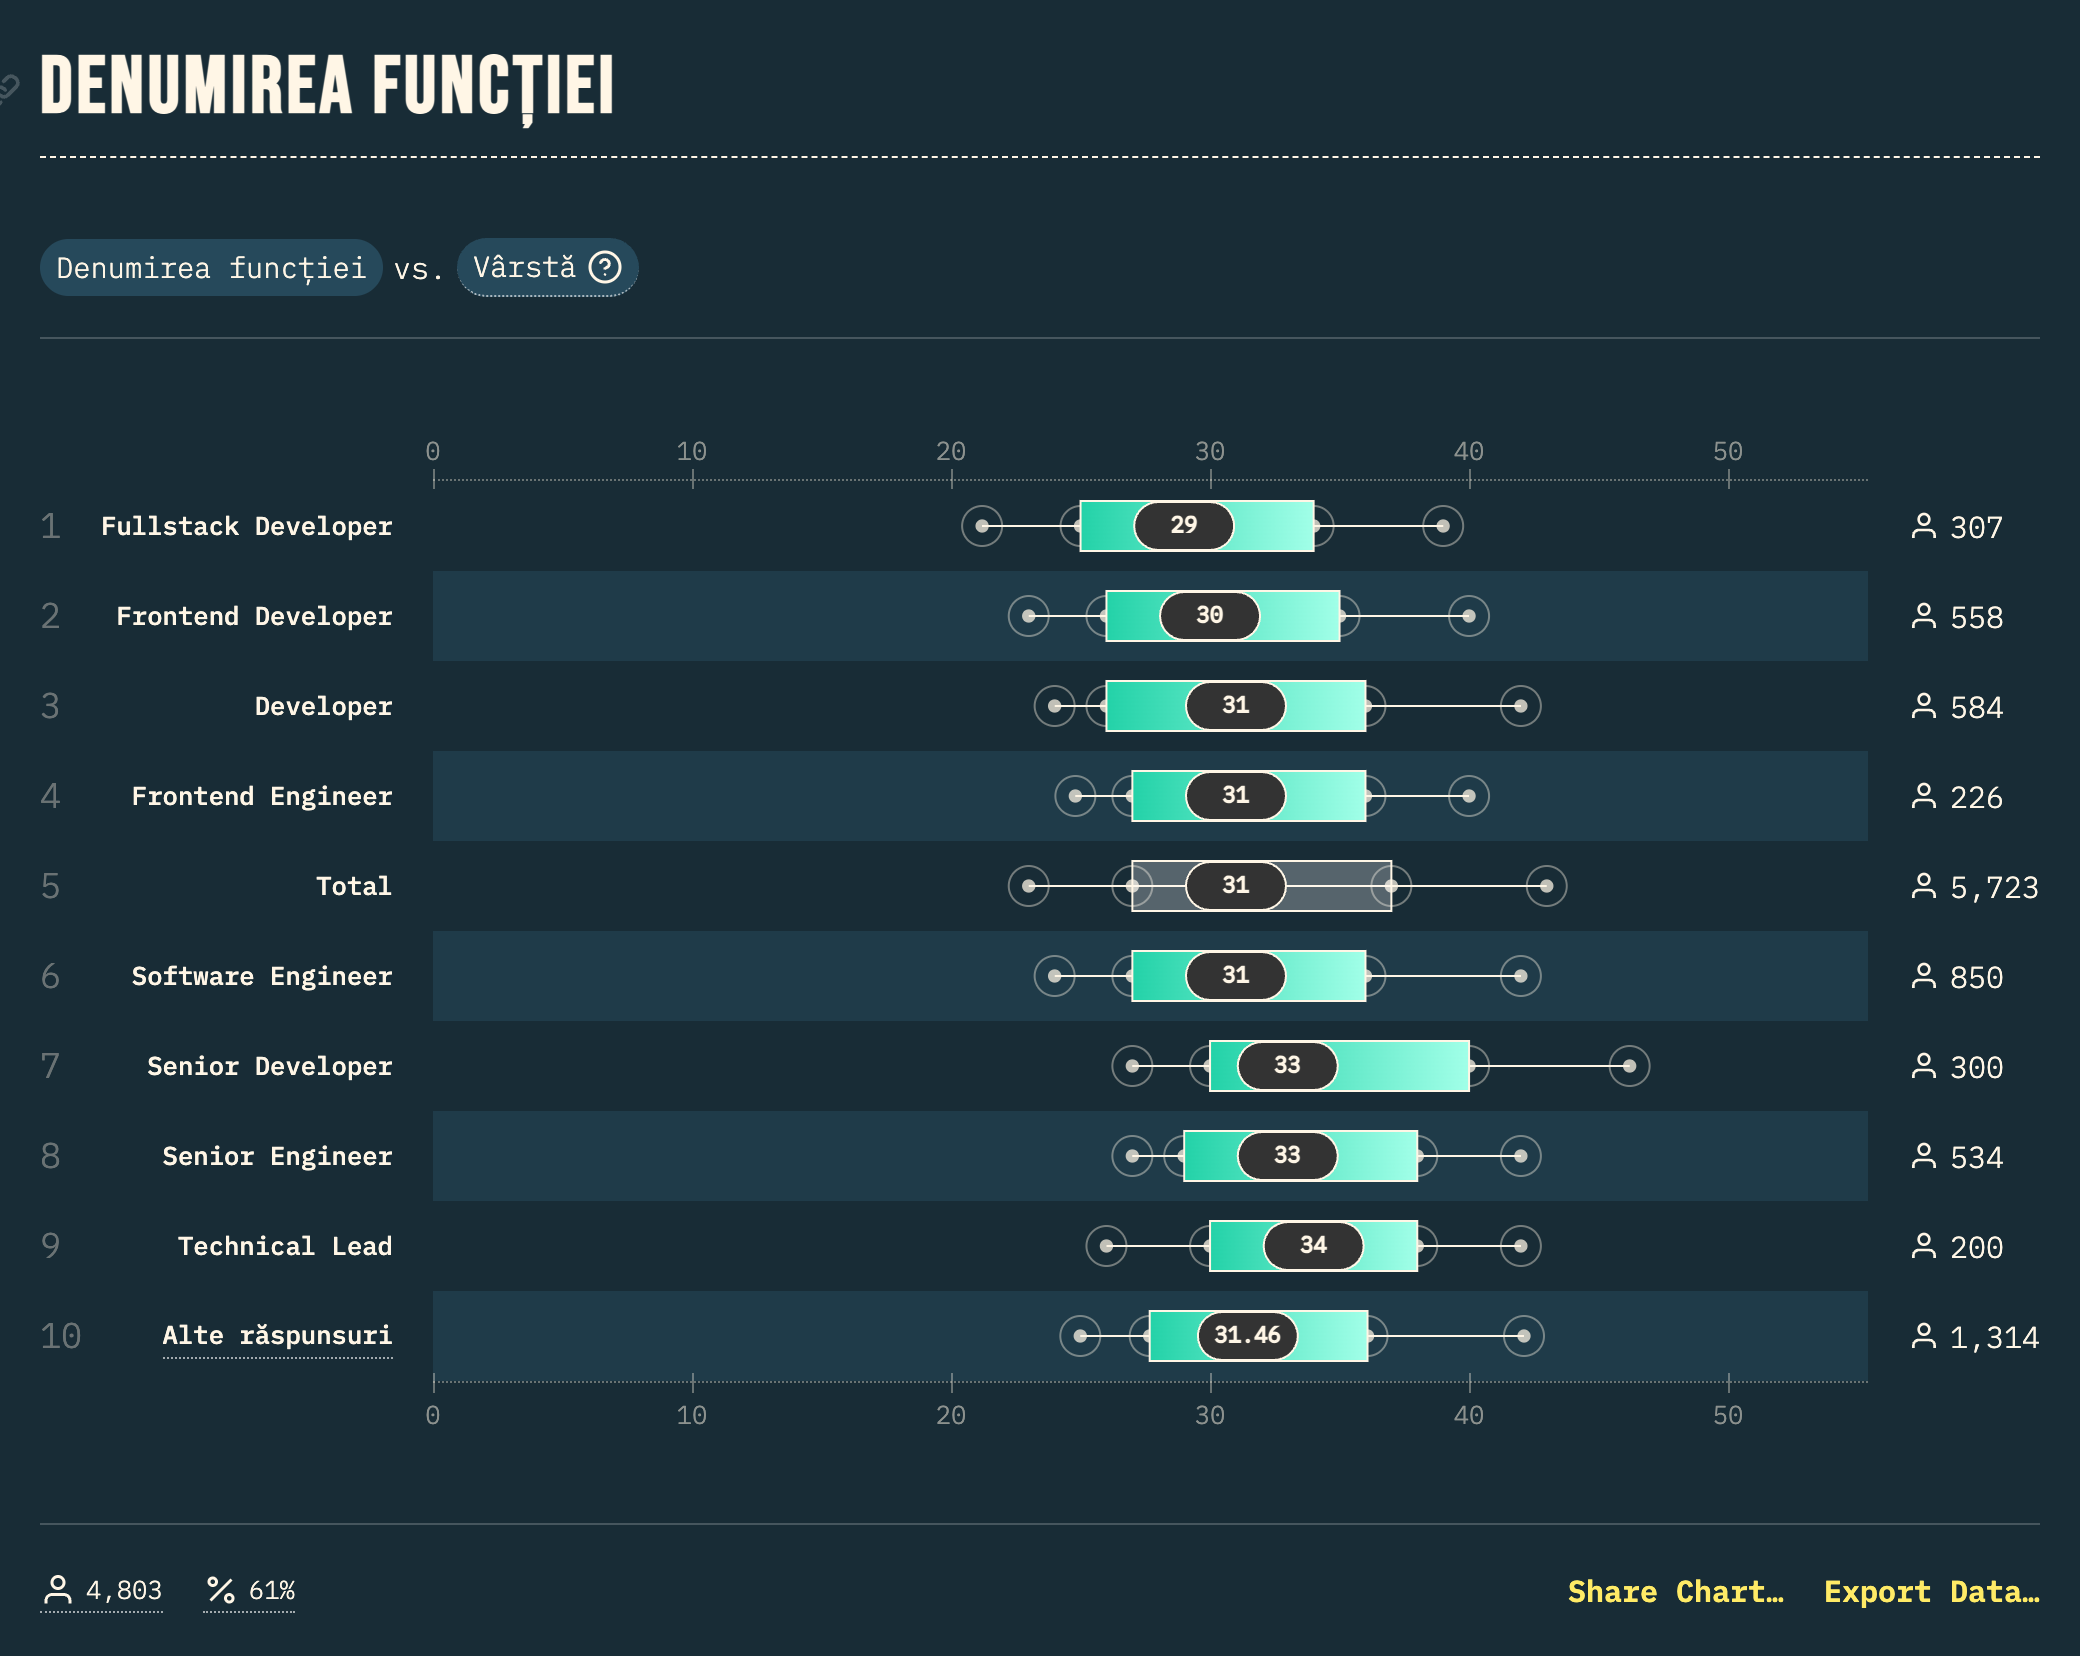 DENUMIREA FUNCȚIEI
Denumirea funcției vs. Vârstă
0 10 20 30 40 50
1 Fullstack Developer 29 307
2 Frontend Developer 30 558
3 Developer 31 584
4 Frontend Engineer 31 226
5 Total 31 5,723
6 Software Engineer 31 850
7 Senior Developer 33 300
8 Senior Engineer 33 534
9 Technical Lead 34 200
10 Alte răspunsuri 31.46 1,314
0 10 20 30 40 50
4,803 61% Share Chart… Export Data…